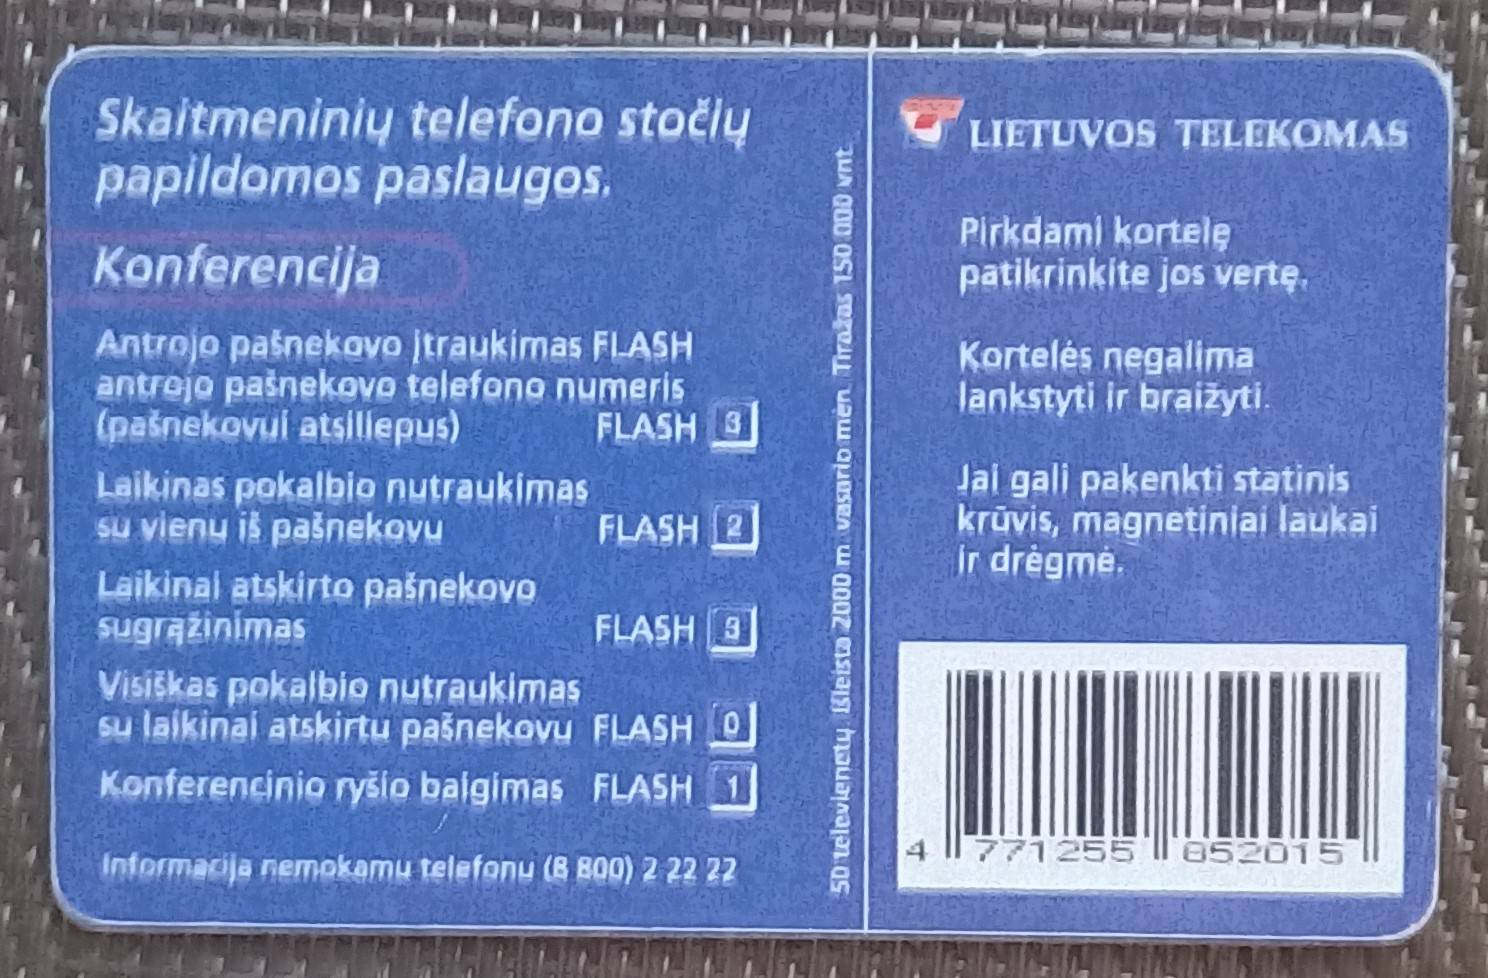 Skaitmeninių telefono stočių
papildomos paslaugos.
Konferencija
Antrojo pašnekovo įtraukimas FLASH
antrojo pašnekovo telefono numeris
(pašnekovui atsiliepus) FLASH 3
Laikinas pokalbio nutraukimas
su vienu iš pašnekovu FLASH 2
Laikinai atskirto pašnekovo
sugrąžinimas FLASH 3
Visiškas pokalbio nutraukimas
su laikinai atskirtu pašnekovu FLASH 0
Konferencinio ryšio baigimas FLASH 1
Informacija nemokamu telefonu (8 800) 2 22 22
50 televienetų. Išleista 2000 m. vasario mėn. Tiražas 150 000 vnt.
LIETUVOS TELEKOMAS
Pirkdami kortelę
patikrinkite jos vertę.
Kortelės negalima
lankstyti ir braižyti.
Jai gali pakenkti statinis
krūvis, magnetiniai laukai
ir drėgmė.
4 771255 852015